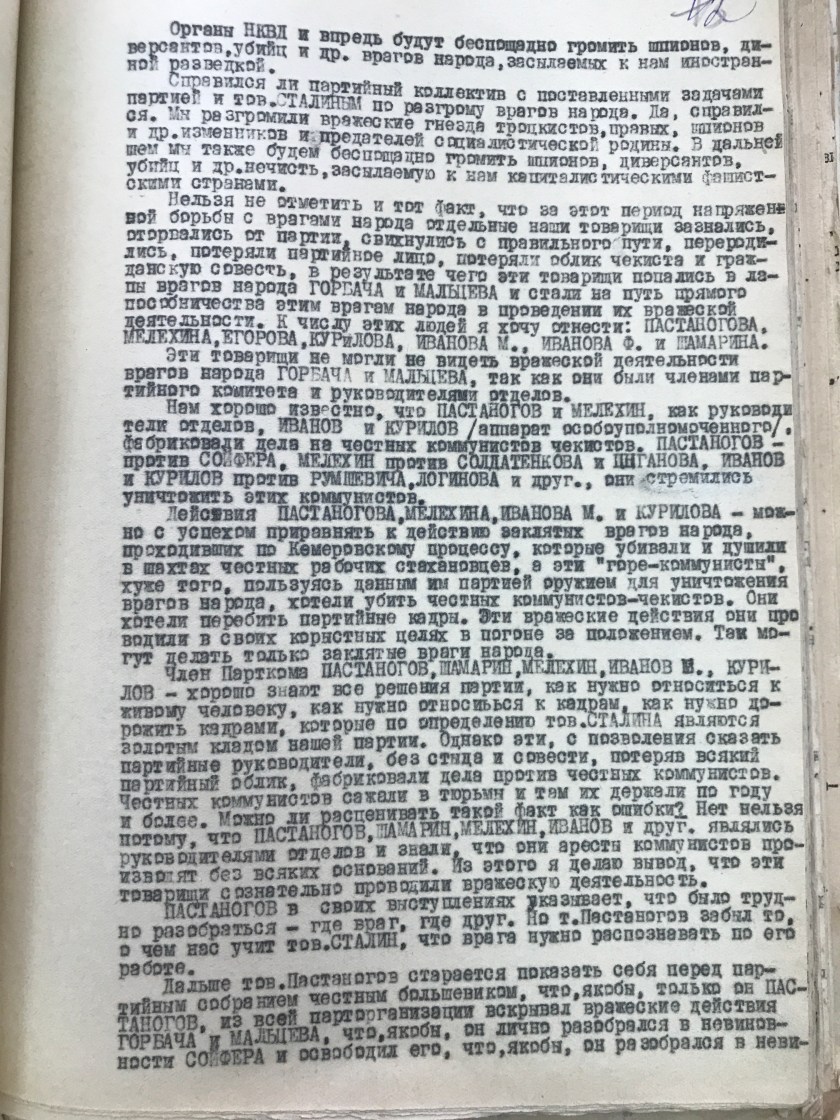 Органы НКВД и впредь будут беспощадно громить шпионов, ди-
версантов,убийц и др. врагов народа,засылаемых к нам иностран-
ной разведкой.
Справился ли партийный коллектив с поставленными задачами
партией и тов.СТАЛИНЫМ по разгрому врагов народа. Да, справил-
ся. Мы разгромили вражеские гнезда троцкистов,правых, шпионов
и др.изменников и предателей социалистической родины. В дальней
шем мы также будем беспощадно громить шпионов, диверсантов,
убийц и др.нечисть,засылаемую к нам капиталистическими фашист-
скими странами.
Нельзя не отметить и тот факт, что за этот период напряжен-
ной борьбы с врагами народа отдельные наши товарищи зазнались,
оторвались от партии, свихнулись с правильного пути, переродИ-
лись, потеряли партийное лицо, потеряли облик чекиста и граж-
данскую совесть, в результате чего эти товарищи попались в ла-
пы врагов народа ГОРБАЧА и МАЛЬЦЕВА и стали на путь прямого
пособничества этим врагам народа в проведении их вражеской
деятельности. К числу этих людей я хочу отнести: ПАСТАНОГОВА,
МЕЛЕХИНА,ЕГОРОВА,КУРиЛОВА, ИВАНОВА М., ИВАНОВА Ф. и ШАМАРИНА.
Эти товарищи не могли не видеть вражеской деятельности
врагов народа ГОРБАЧА и МАЛЬЦЕВА, так как они были членами пар-
тийного комитета и руководителями отделов.
Нам хорошо известно, что ПАСТАНОГОВ и МЕЛЕХИН, как руководи
тели отделов, ИВАНОВ и КУРИЛОВ /аппарат особоуполномоченного/,
фабриковали дела на честных коммунистов чекистов. ПАСТАНОГОВ -
против СОЙФЕРА, МЕЛЕХИН против СОЛДАТЕНКОВА и ЦЫГАНОВА, ИВАНОВ
и КУРИЛОВ против РУМШЕВИЧА,ЛОГИНОВА и друг., они стремились
уничтожить этих коммунистов.
Действия ПАСТАНОГОВА,МЕЛЕХИНА,ИВАНОВА М. и КУРИЛОВА - мож-
но с успехом приравнять к действию заклятых врагов народа,
проходивших по Кемеровскому процессу, которые убивали и душили
в шахтах честных рабочих стахановцев, а эти "горе-коммунисты",
хуже того, пользуясь данным им партией оружием для уничтожения
врагов народа, хотели убить честных коммунистов-чекистов. Они
хотели перебить партийные кадры. Эти вражеские действия они про
водили в своих корыстных целях в погоне за положением. Так мо-
гут делать только заклятые враги народа.
Член Парткома ПАСТАНОГОВ,ШАМАРИН,МЕЛЕХИН,ИВАНОВ М., КУРИ-
ЛОВ - хорошо знают все решения партии, как нужно относиться к
живому человеку, как нужно относиься к кадрам, как нужно до-
рожить кадрами, которые по определению тов.СТАЛИНА являются
золотым кладом нашей партии. Однако эти, с позволения сказать
партийные руководители, без стыда и совести, потеряв всякий
партийный облик, фабриковали дела против честных коммунистов.
Честных коммунистов сажали в тюрьмы и там их держали по году
и более. Можно ли расценивать такой факт как ошибки? Нет нельзя
потому, что ПАСТАНОГОВ,ШАМАРИН,МЕЛЕХИН,ИВАНОВ и друг. являлись
руководителями отделов и знали, что они аресты коммунистов про-
изводят без всяких оснований. Из этого я делаю вывод, что эти
товарищи сознательно проводили вражескую деятельность.
ПАСТАНОГОВ в своих выступлениях указывает, что было труд-
но разобраться - где враг, где друг. Но т.Пастаногов забыл то,
о чем нас учит тов.СТАЛИН, что врага нужно распознавать по его
работе.
Дальше тов.Пастаногов старается показать себя перед пар-
тийным собранием честным большевиком, что,якобы, только он ПАС-
ТАНОГОВ, из всей парторганизации вскрывал вражеские действия
ГОРБАЧА и МАЛЬЦЕВА, что,якобы, он лично разобрался в невинов-
ности СОЙФЕРА и освободил его, что,якобы, он разобрался в неви-